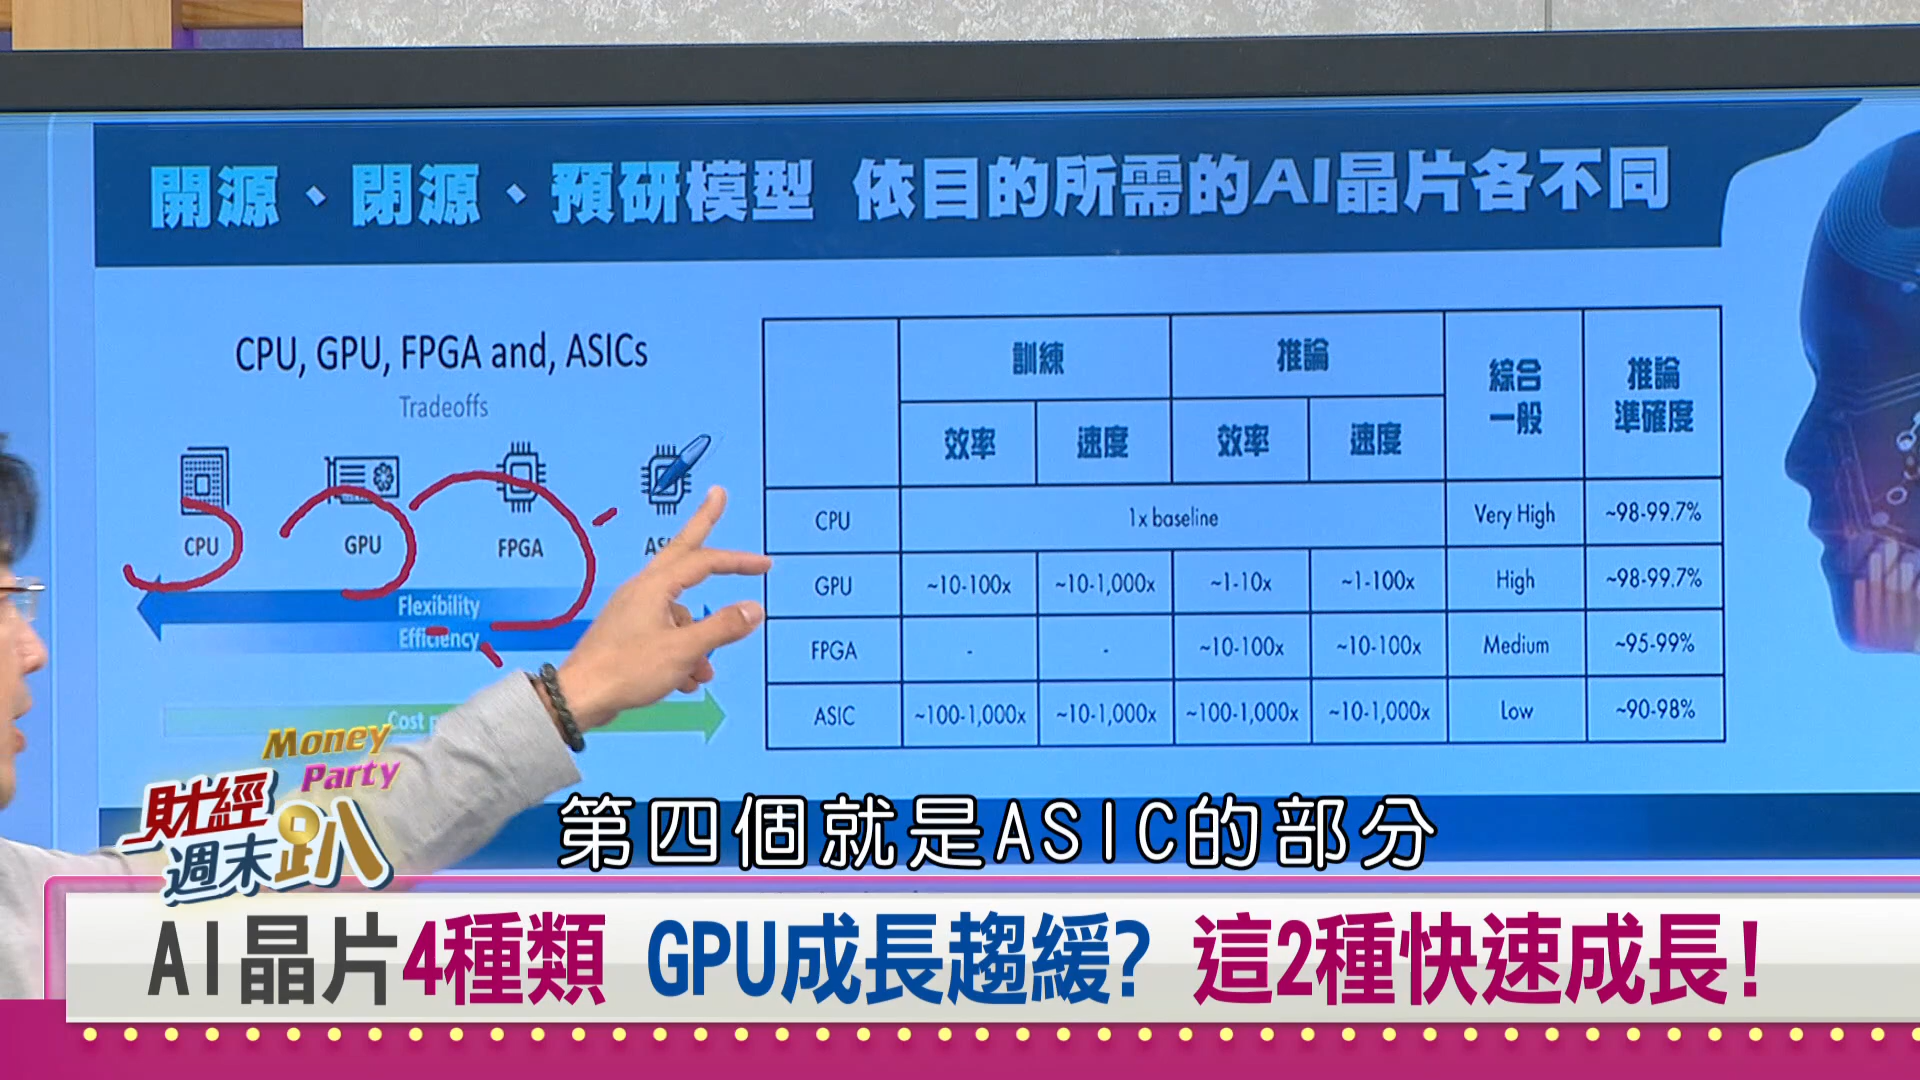 開源、閉源、預研模型 依目的所需的AI晶片各不同
CPU, GPU, FPGA and, ASICs
Tradeoffs
CPU
GPU
FPGA
Flexibility
Efficiency
Cost
訓練
推論
綜合
一般
推論
準確度
效率
速度
效率
速度
CPU
1x baseline
Very High
~98-99.7%
GPU
~10-100x
~10-1,000x
~1-10x
~1-100x
High
~98-99.7%
FPGA
-
-
~10-100x
~10-100x
Medium
~95-99%
ASIC
~100-1,000x
~10-1,000x
~100-1,000x
~10-1,000x
Low
~90-98%
Money
Party
財經
週末趴
第四個就是ASIC的部分
AI晶片4種類 GPU成長趨緩? 這2種快速成長!